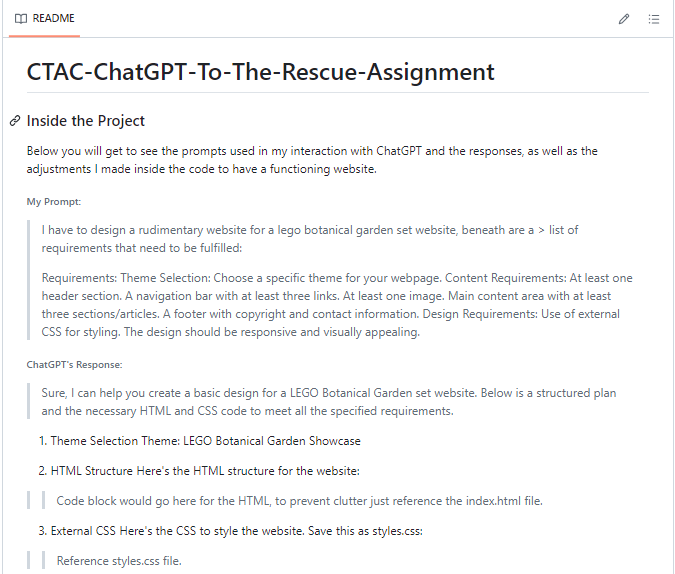 README
CTAC-ChatGPT-To-The-Rescue-Assignment
Inside the Project
Below you will get to see the prompts used in my interaction with ChatGPT and the responses, as well as the
adjustments I made inside the code to have a functioning website.
My Prompt:
I have to design a rudimentary website for a lego botanical garden set website, beneath are a > list of
requirements that need to be fulfilled:
Requirements: Theme Selection: Choose a specific theme for your webpage. Content Requirements: At least one
header section. A navigation bar with at least three links. At least one image. Main content area with at least
three sections/articles. A footer with copyright and contact information. Design Requirements: Use of external
CSS for styling. The design should be responsive and visually appealing.
ChatGPT's Response:
Sure, I can help you create a basic design for a LEGO Botanical Garden set website. Below is a structured plan
and the necessary HTML and CSS code to meet all the specified requirements.
1. Theme Selection Theme: LEGO Botanical Garden Showcase
2. HTML Structure Here's the HTML structure for the website:
Code block would go here for the HTML, to prevent clutter just reference the index.html file.
3. External CSS Here's the CSS to style the website. Save this as styles.css:
Reference styles.css file.